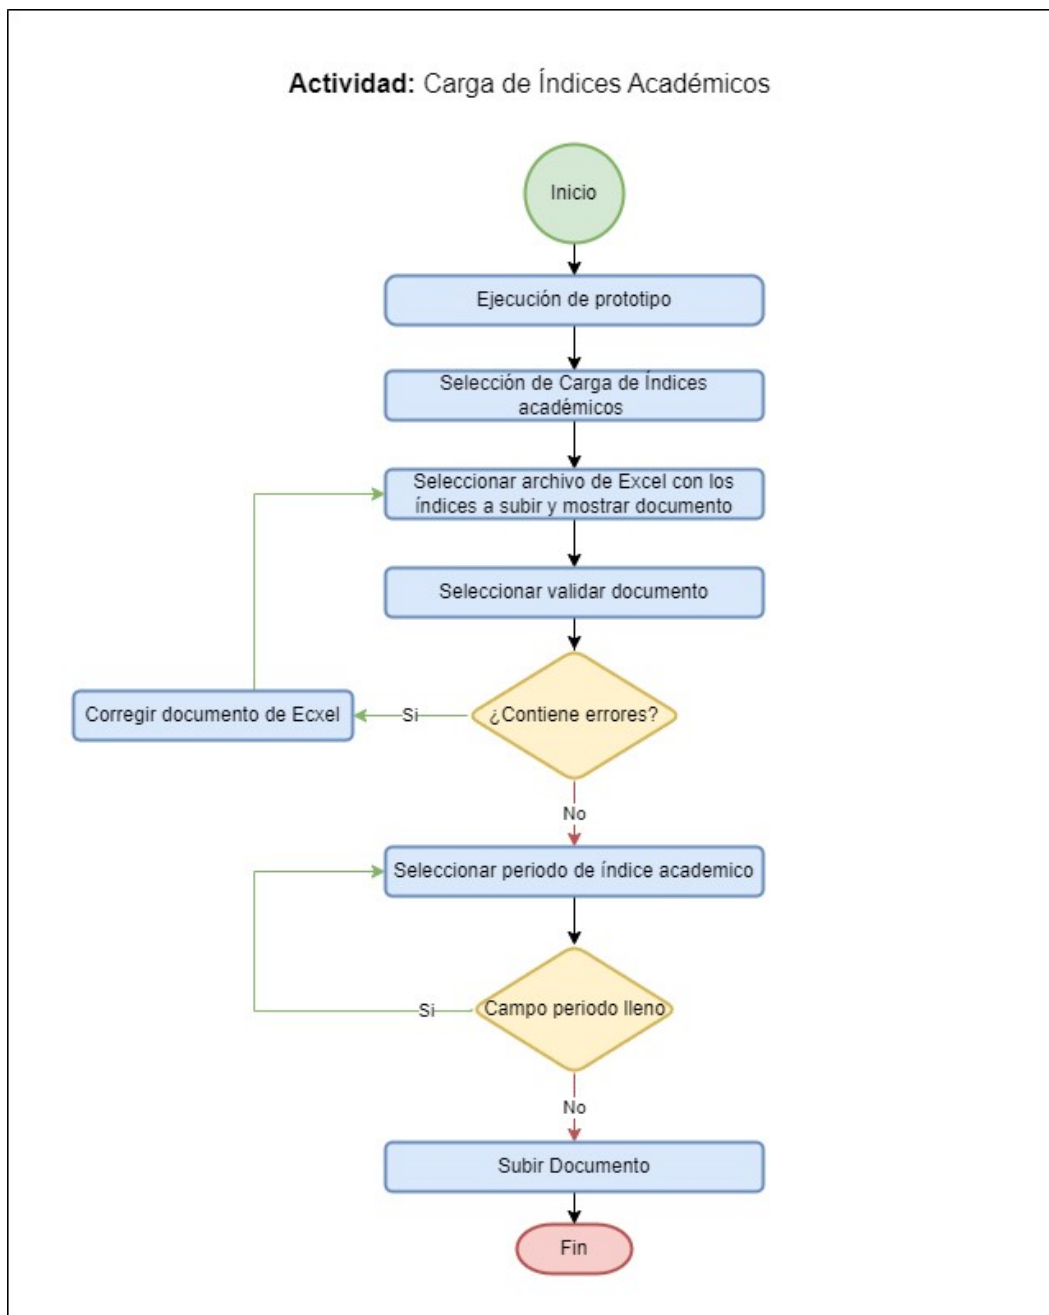 Actividad: Carga de Índices Académicos
Inicio
Ejecución de prototipo
Selección de Carga de Índices
académicos
Seleccionar archivo de Excel con los
índices a subir y mostrar documento
Seleccionar validar documento
Corregir documento de Ecxel
Si
¿Contiene errores?
No
Seleccionar periodo de índice academico
Si
Campo periodo lleno
No
Subir Documento
Fin